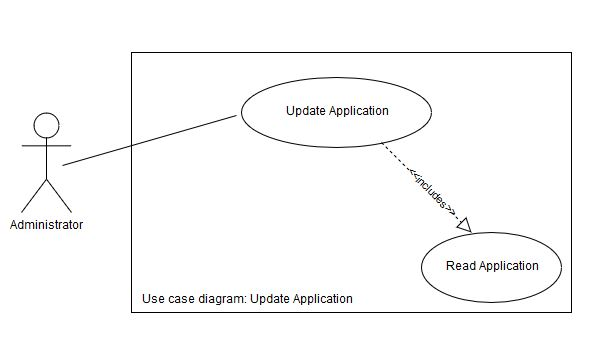 Update Application
<<includes>>
Administrator
Read Application
Use case diagram: Update Application